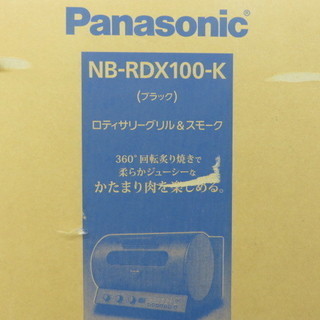 Panasonic
NB-RDX100-K
(ブラック)
ロティサリーグリル&スモーク
360°回転炙り焼きで
柔らかジューシーな
かたまり肉を楽しめる。